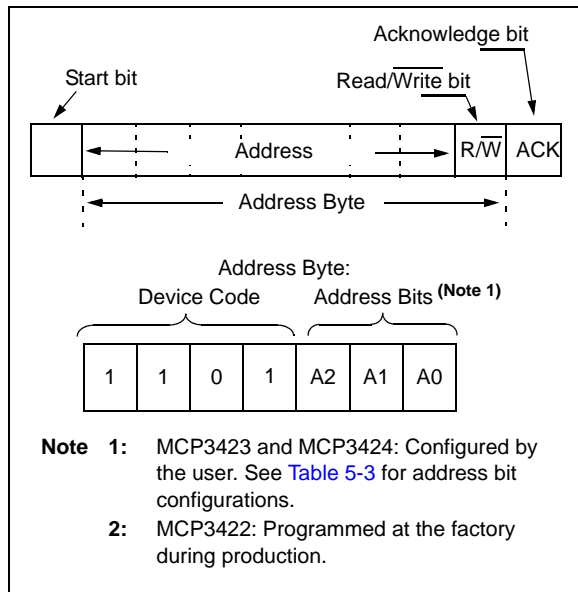 Acknowledge bit
Start bit
Read/Write bit
Address
R/W
ACK
Address Byte
Address Byte:
Device Code
Address Bits (Note 1)
1 1 0 1 A2 A1 A0
Note 1: MCP3423 and MCP3424: Configured by
the user. See Table 5-3 for address bit
configurations.
2: MCP3422: Programmed at the factory
during production.